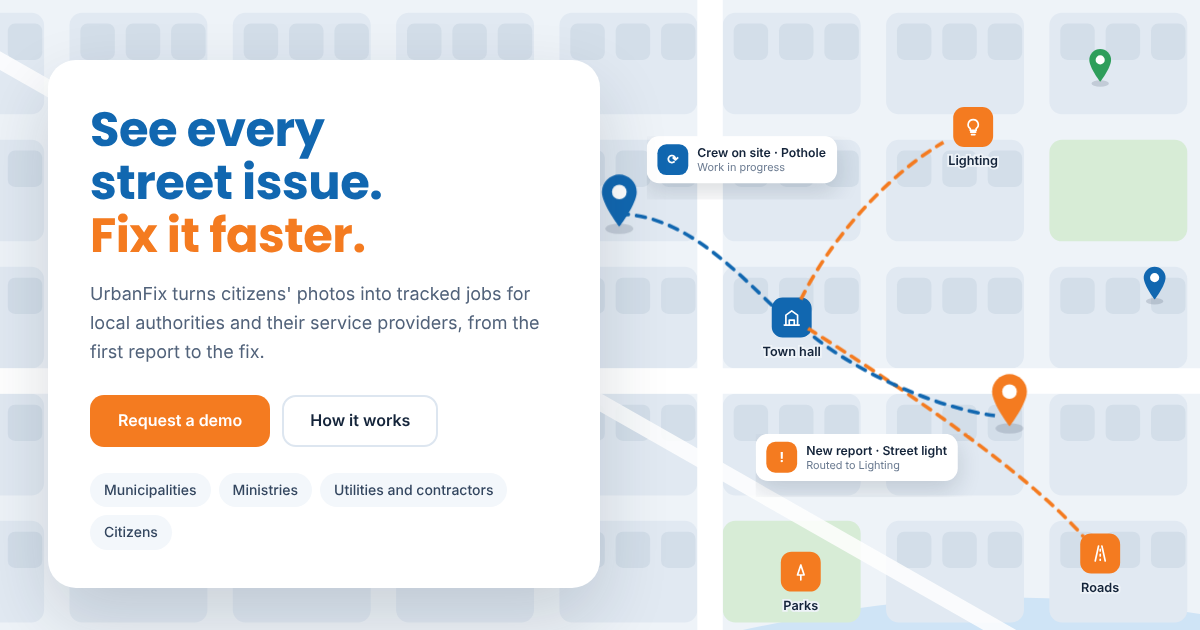 See every
street issue.
Fix it faster.
UrbanFix turns citizens' photos into tracked jobs for
local authorities and their service providers, from the
first report to the fix.
Request a demo
How it works
Municipalities
Ministries
Utilities and contractors
Citizens
Crew on site · Pothole
Work in progress
Lighting
Town hall
New report · Street light
Routed to Lighting
!
Parks
Roads